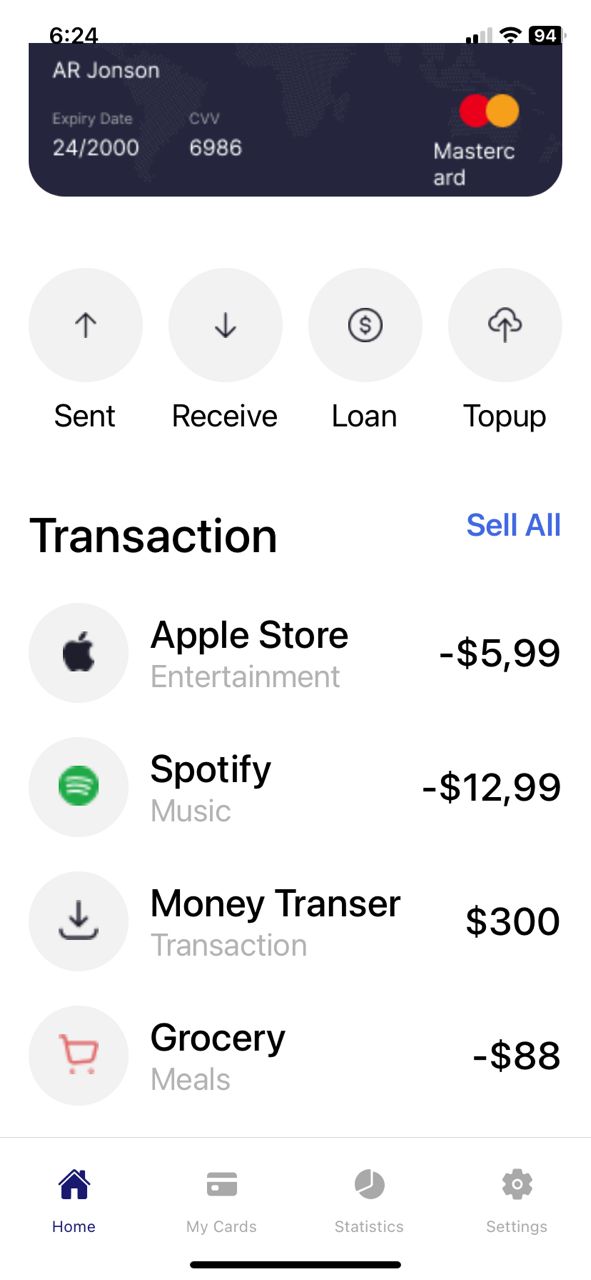 6:24
94
AR Jonson
Expiry Date
CVV
24/2000
6986
Masterc
ard
Sent
Receive
Loan
Topup
Transaction
Sell All
Apple Store
Entertainment
-$5,99
Spotify
Music
-$12,99
Money Transer
Transaction
$300
Grocery
Meals
-$88
Home
My Cards
Statistics
Settings